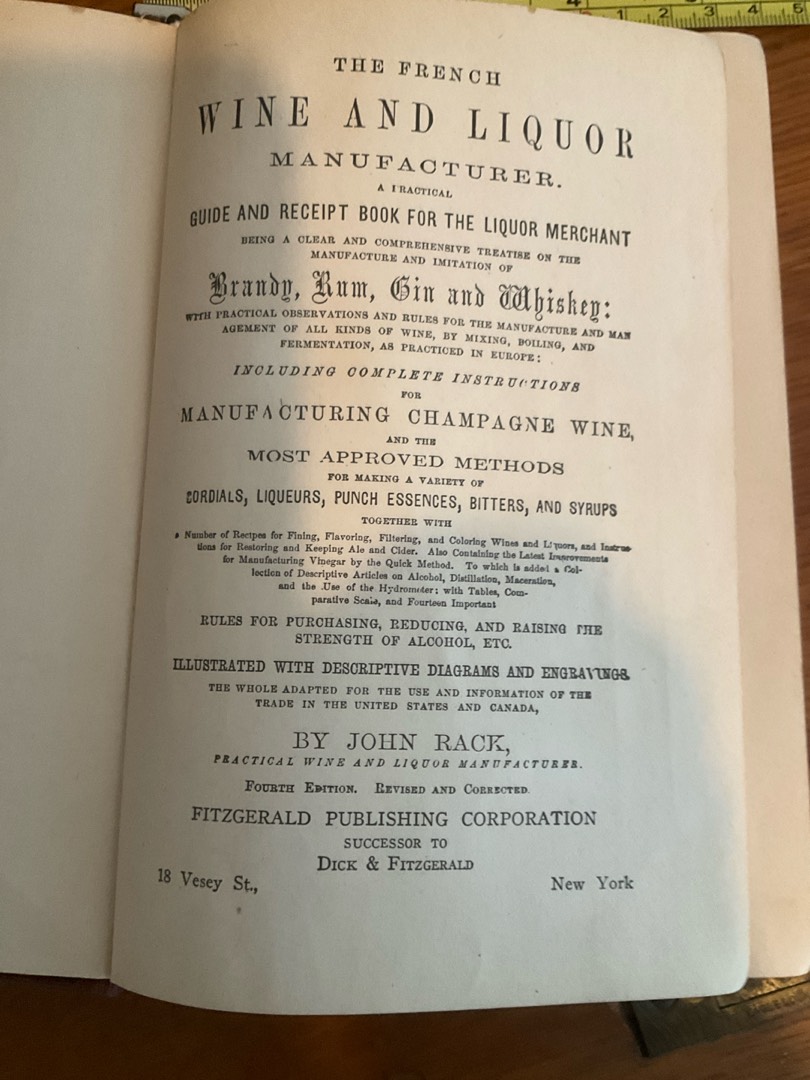 THE FRENCH
WINE AND LIQUOR
MANUFACTURER.
A PRACTICAL
GUIDE AND RECEIPT BOOK FOR THE LIQUOR MERCHANT
BEING A CLEAR AND COMPREHENSIVE TREATISE ON THE
MANUFACTURE AND IMITATION OF
Brandy, Rum, Gin and Whiskey:
WITH PRACTICAL OBSERVATIONS AND RULES FOR THE MANUFACTURE AND MAN
AGEMENT OF ALL KINDS OF WINE, BY MIXING, BOILING, AND
FERMENTATION, AS PRACTICED IN EUROPE:
INCLUDING COMPLETE INSTRUCTIONS
FOR
MANUFACTURING CHAMPAGNE WINE,
AND THE
MOST APPROVED METHODS
FOR MAKING A VARIETY OF
CORDIALS, LIQUEURS, PUNCH ESSENCES, BITTERS, AND SYRUPS
TOGETHER WITH
a Number of Recipes for Fining, Flavoring, Filtering, and Coloring Wines and Liquors, and Instruc-
tions for Restoring and Keeping Ale and Cider. Also Containing the Latest Improvements
for Manufacturing Vinegar by the Quick Method. To which is added a Col-
lection of Descriptive Articles on Alcohol, Distillation, Maceration,
and the Use of the Hydrometer; with Tables, Com-
parative Scale, and Fourteen Important
RULES FOR PURCHASING, REDUCING, AND RAISING THE
STRENGTH OF ALCOHOL, ETC.
ILLUSTRATED WITH DESCRIPTIVE DIAGRAMS AND ENGRAVINGS.
THE WHOLE ADAPTED FOR THE USE AND INFORMATION OF THE
TRADE IN THE UNITED STATES AND CANADA,
BY JOHN RACK,
PRACTICAL WINE AND LIQUOR MANUFACTURER.
FOURTH EDITION. REVISED AND CORRECTED.
FITZGERALD PUBLISHING CORPORATION
SUCCESSOR TO
DICK & FITZGERALD
18 Vesey St., New York
1 2 3 4 5